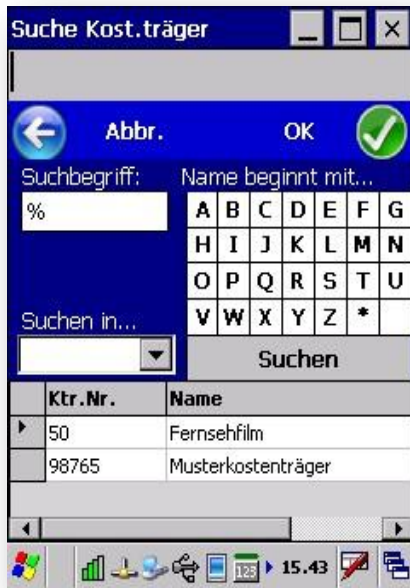 Suche Kost.träger
Abbr. OK
Suchbegriff: Name beginnt mit...
%
A B C D E F G
H I J K L M N
O P Q R S T U
V W X Y Z *
Suchen in...
Suchen
Ktr.Nr. Name
50 Fernsehfilm
98765 Musterkostenträger
123 15.43